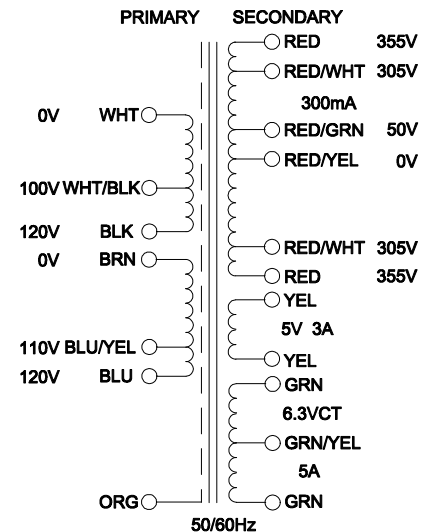 PRIMARY SECONDARY
RED 355V
RED/WHT 305V
300mA
0V WHT
RED/GRN 50V
RED/YEL 0V
100V WHT/BLK
120V BLK
RED/WHT 305V
0V BRN
RED 355V
YEL
5V 3A
110V BLU/YEL
YEL
120V BLU
GRN
6.3VCT
GRN/YEL
5A
ORG
GRN
50/60Hz